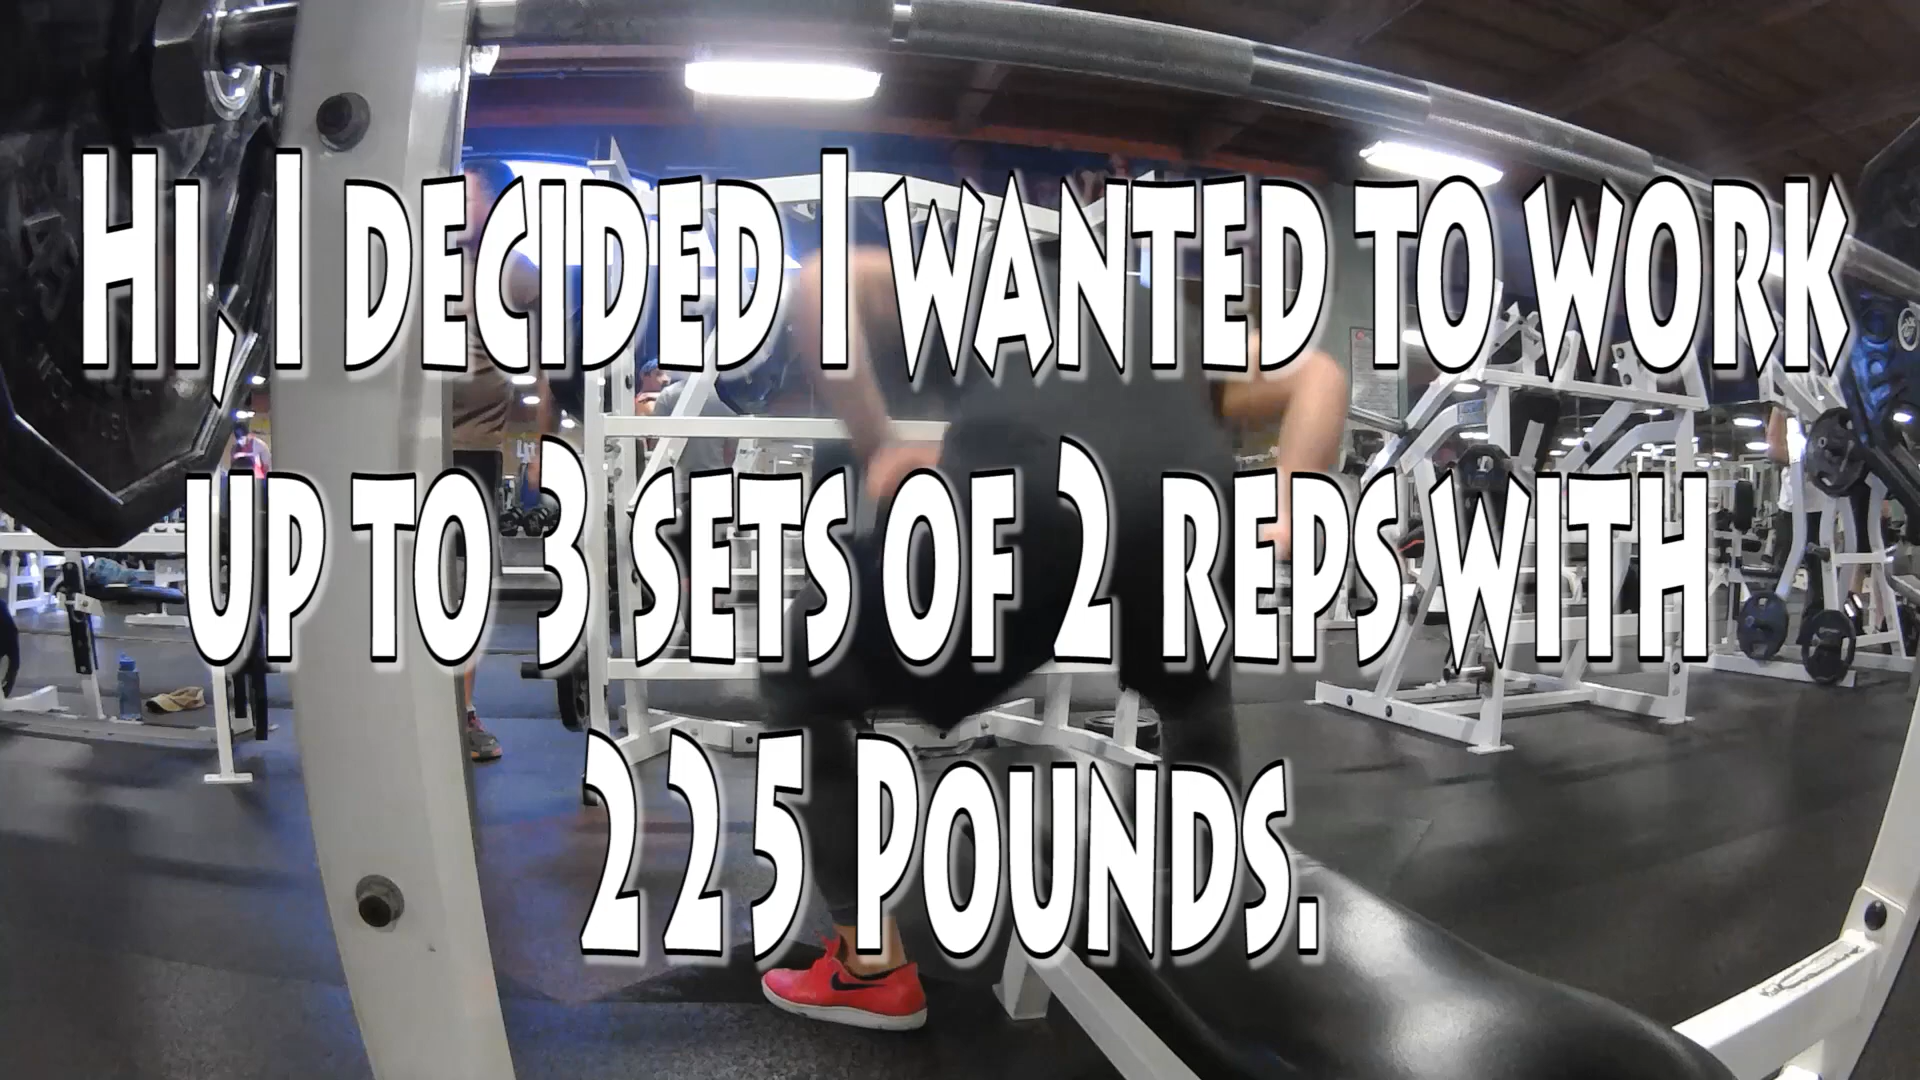 Hi, I decided I wanted to work
up to 3 sets of 2 reps with
225 Pounds.